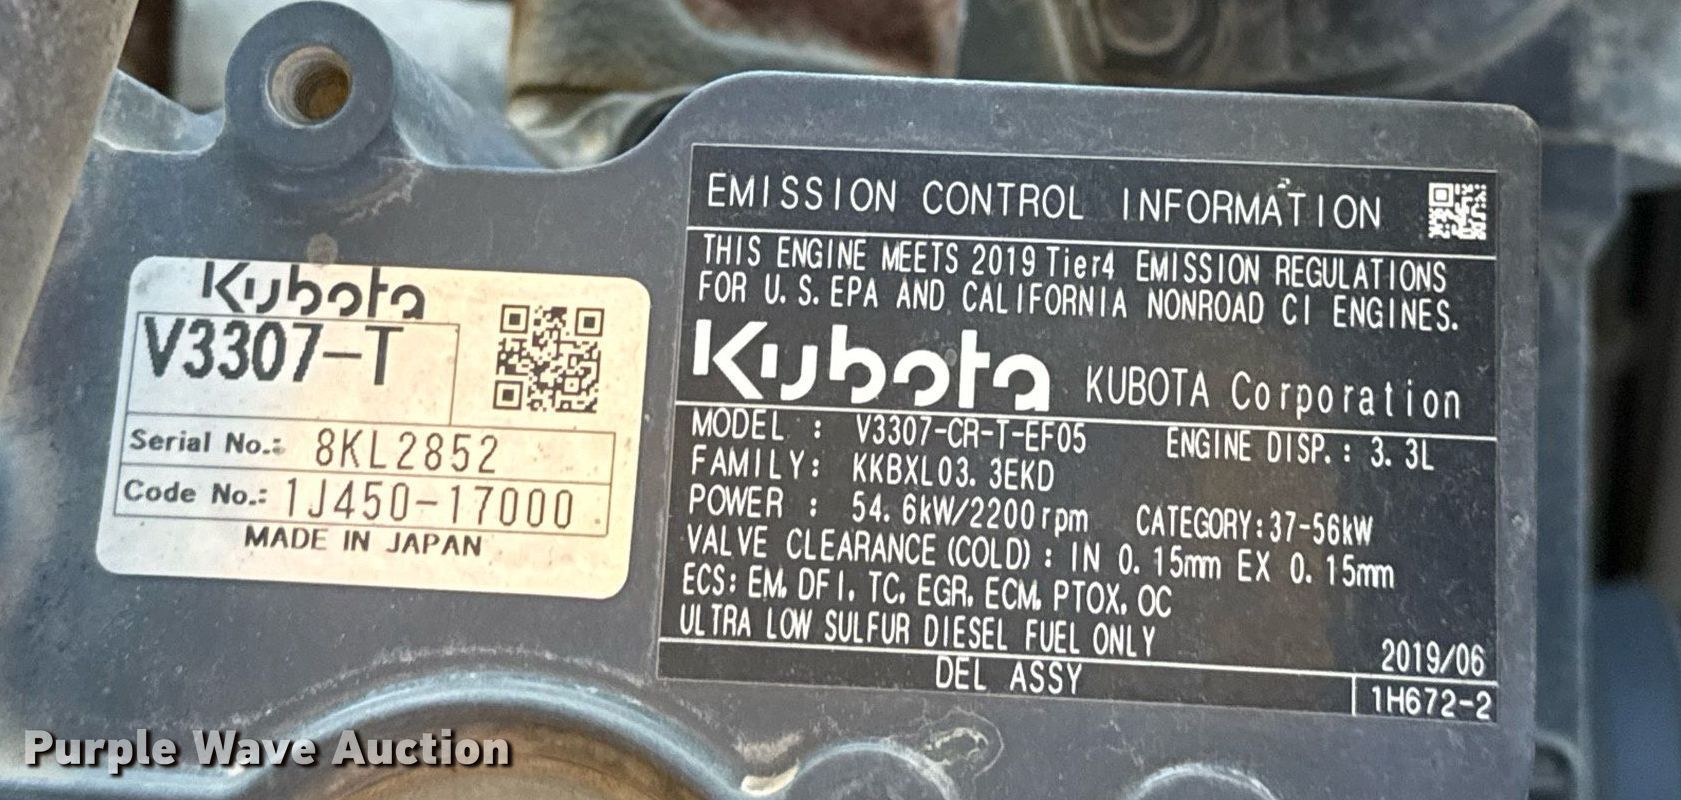 Kubota
V3307-T
Serial No.: 8KL2852
Code No.: 1J450-17000
MADE IN JAPAN
EMISSION CONTROL INFORMATION
THIS ENGINE MEETS 2019 Tier4 EMISSION REGULATIONS
FOR U.S.EPA AND CALIFORNIA NONROAD CI ENGINES.
Kubota KUBOTA Corporation
MODEL : V3307-CR-T-EF05 ENGINE DISP.: 3.3L
FAMILY: KKBXL03.3EKD
POWER : 54.6kW/2200rpm CATEGORY:37-56kW
VALVE CLEARANCE (COLD) : IN 0.15mm EX 0.15mm
ECS: EM, DFI, TC, EGR, ECM, PTOX, OC
ULTRA LOW SULFUR DIESEL FUEL ONLY
2019/06
DEL ASSY
1H672-2
Purple Wave Auction